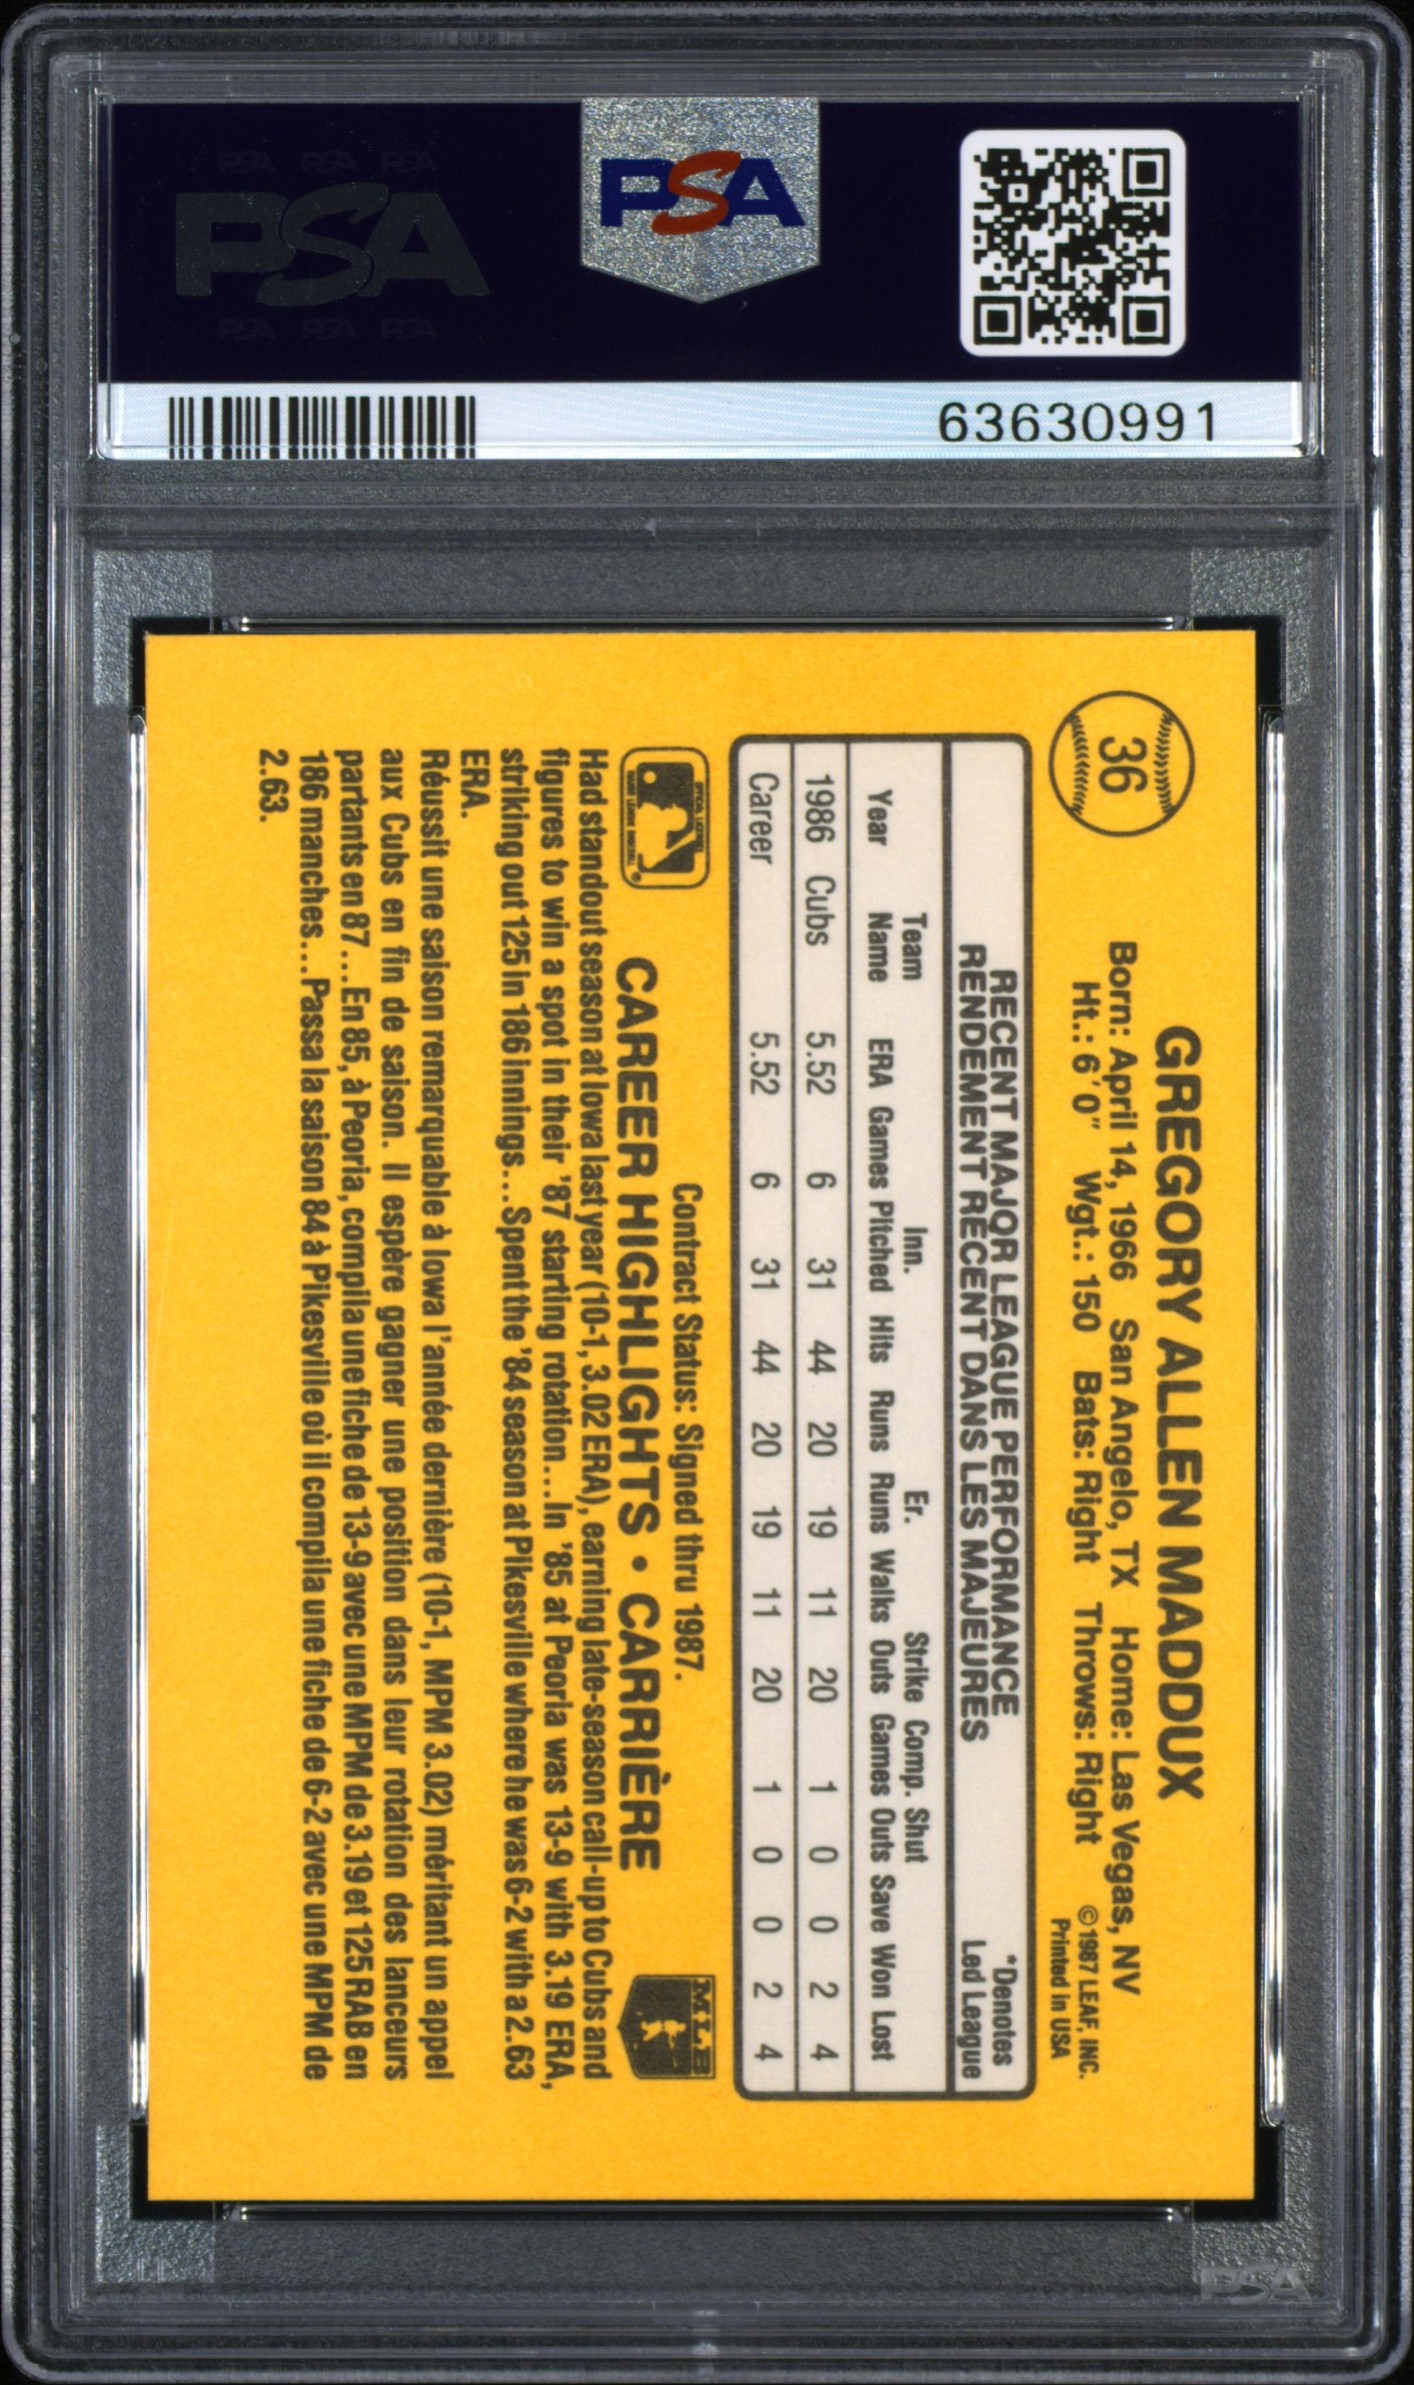 PSA PSA PSA
PSA
PSA PSA PSA
PSA
63630991
36
GREGORY ALLEN MADDUX
Born: April 14, 1966 San Angelo, TX Home: Las Vegas, NV
Ht.: 6'0" Wgt.: 150 Bats: Right Throws: Right
©1987 LEAF, INC.
Printed in USA
RECENT MAJOR LEAGUE PERFORMANCE
RENDEMENT RECENT DANS LES MAJEURES
*Denotes
Led League
Team Inn. Er. Strike Comp. Shut
Year Name ERA Games Pitched Hits Runs Runs Walks Outs Games Outs Save Won Lost
1986 Cubs 5.52 6 31 44 20 19 11 20 1 0 0 2 4
Career 5.52 6 31 44 20 19 11 20 1 0 0 2 4
Contract Status: Signed thru 1987.
CAREER HIGHLIGHTS • CARRIÈRE
MLB
Had standout season at Iowa last year (10-1, 3.02 ERA), earning late-season call-up to Cubs and
figures to win a spot in their '87 starting rotation...In '85 at Peoria was 13-9 with 3.19 ERA,
striking out 125 in 186 innings...Spent the '84 season at Pikesville where he was 6-2 with a 2.63
ERA.
Réussit une saison remarquable à Iowa l'année dernière (10-1, MPM 3.02) méritant un appel
aux Cubs en fin de saison. Il espère gagner une position dans leur rotation des lanceurs
partants en 87...En 85, à Peoria, compila une fiche de 13-9 avec une MPM de 3.19 et 125 RAB en
186 manches...Passa la saison 84 à Pikesville où il compila une fiche de 6-2 avec une MPM de
2.63.
PSA